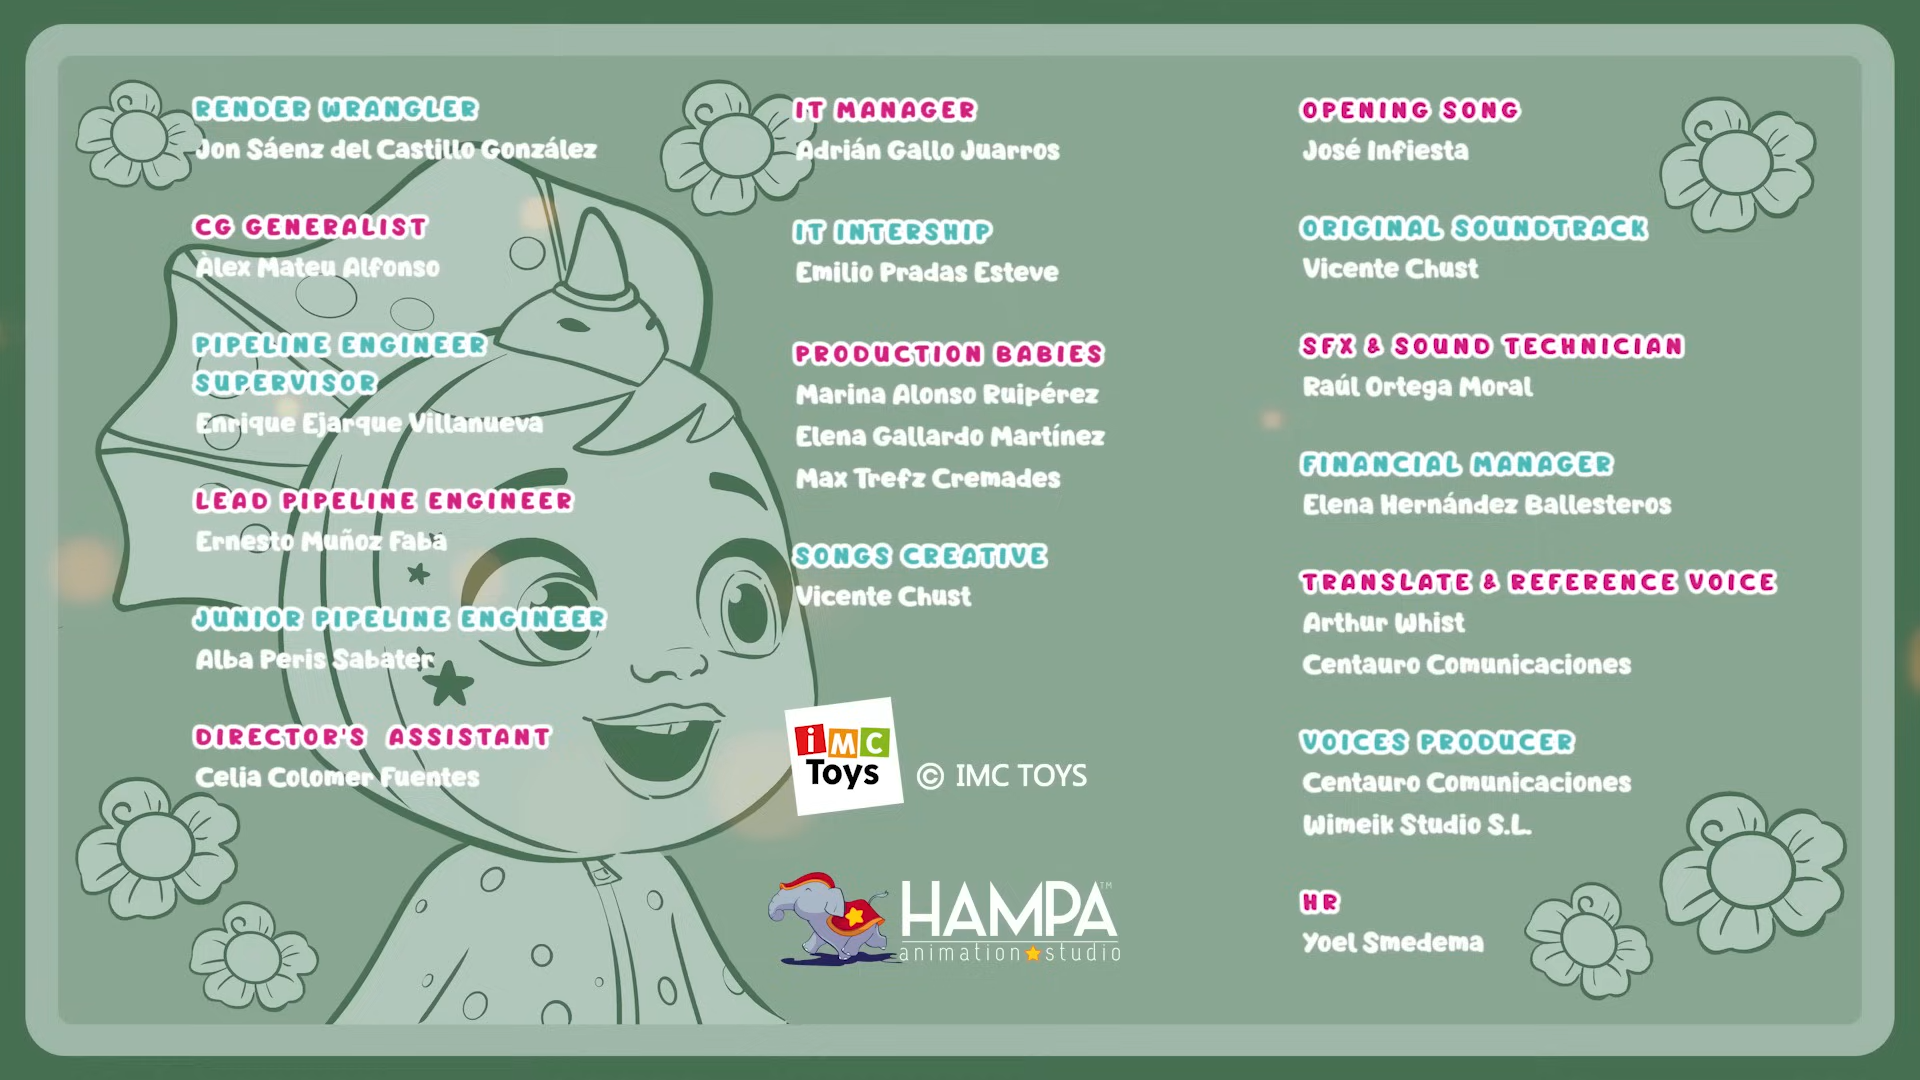 RENDER WRANGLER
Jon Sáenz del Castillo González
CG GENERALIST
Àlex Mateu Alfonso
PIPELINE ENGINEER
SUPERVISOR
Enrique Ejarque Villanueva
LEAD PIPELINE ENGINEER
Ernesto Muñoz Faba
JUNIOR PIPELINE ENGINEER
Alba Peris Sabater
DIRECTOR'S ASSISTANT
Celia Colomer Fuentes
IT MANAGER
Adrián Gallo Juarros
IT INTERSHIP
Emilio Pradas Esteve
PRODUCTION BABIES
Marina Alonso Ruipérez
Elena Gallardo Martínez
Max Trefz Cremades
SONGS CREATIVE
Vicente Chust
iMC
Toys
© IMC TOYS
HAMPA™
animation studio
OPENING SONG
José Infiesta
ORIGINAL SOUNDTRACK
Vicente Chust
SFX & SOUND TECHNICIAN
Raúl Ortega Moral
FINANCIAL MANAGER
Elena Hernández Ballesteros
TRANSLATE & REFERENCE VOICE
Arthur Whist
Centauro Comunicaciones
VOICES PRODUCER
Centauro Comunicaciones
Wimeik Studio S.L.
HR
Yoel Smedema